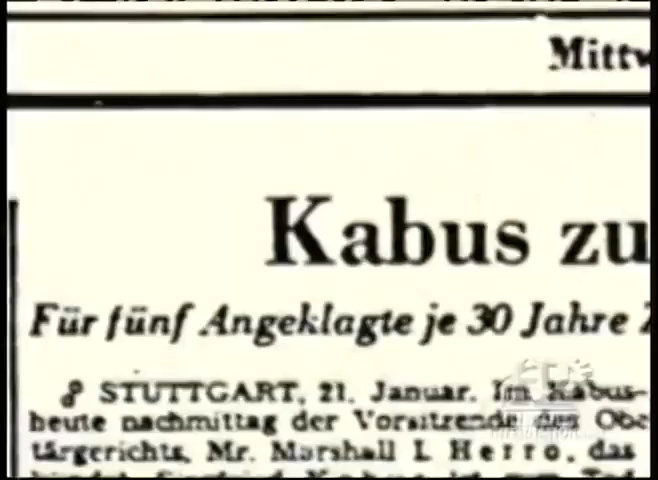 Mittw
Kabus zu
Für fünf Angeklagte je 30 Jahre Z
STUTTGART, 21. Januar. Im Kabus-
heute nachmittag der Vorsitzende des Obe
tärgerichts, Mr. Marshall I. Herro, das